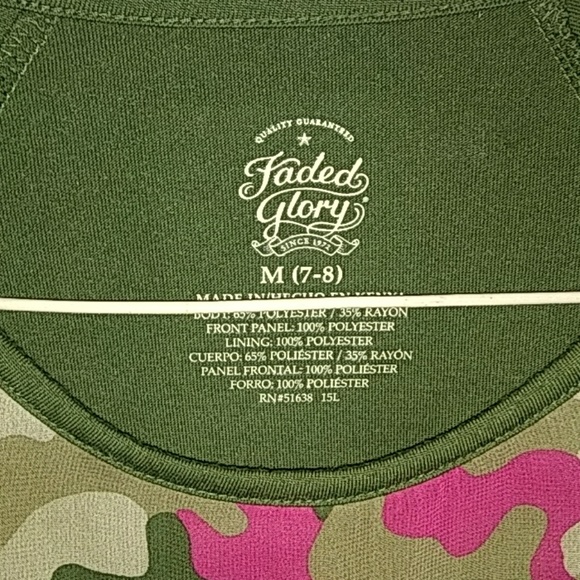 QUALITY GUARANTEED
Faded
Glory®
SINCE 1972
M (7-8)
MADE IN/HECHO EN KENYA
BODY: 65% POLYESTER / 35% RAYON
FRONT PANEL: 100% POLYESTER
LINING: 100% POLYESTER
CUERPO: 65% POLIÉSTER / 35% RAYÓN
PANEL FRONTAL: 100% POLIÉSTER
FORRO: 100% POLIÉSTER
RN#51638 15L